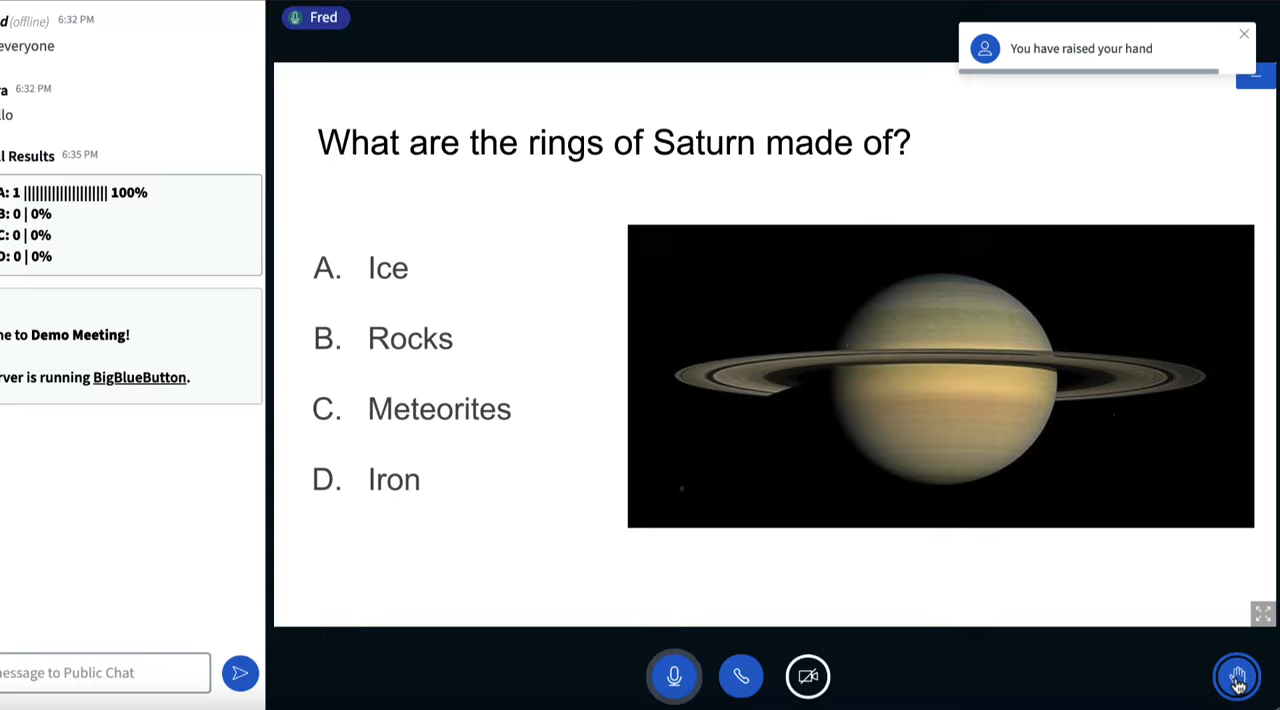 d (offline) 6:32 PM
everyone
a 6:32 PM
llo
l Results 6:35 PM
A: 1 ||||||||||||||||||||| 100%
B: 0 | 0%
C: 0 | 0%
D: 0 | 0%
ne to Demo Meeting!
rver is running BigBlueButton.
essage to Public Chat
Fred
You have raised your hand
What are the rings of Saturn made of?
A. Ice
B. Rocks
C. Meteorites
D. Iron